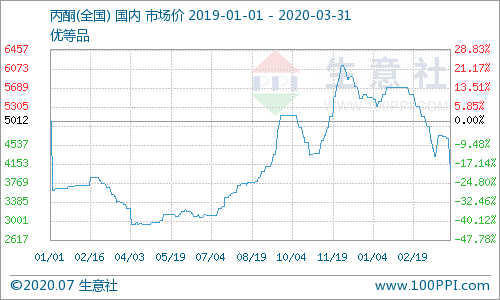 丙酮(全国) 国内 市场价 2019-01-01 - 2020-03-31
优等品
6457 28.83%
6073 21.17%
5689 13.51%
5305 5.85%
5012 0.00%
4537 -9.48%
4153 -17.14%
3769 -24.80%
3385 -32.46%
3001 -40.12%
2617 -47.78%
生意社
PPI 100PPI.COM
01/01 02/16 04/03 05/19 07/04 08/19 10/04 11/19 01/04 02/19
©2020.07 生意社 www.100PPI.com